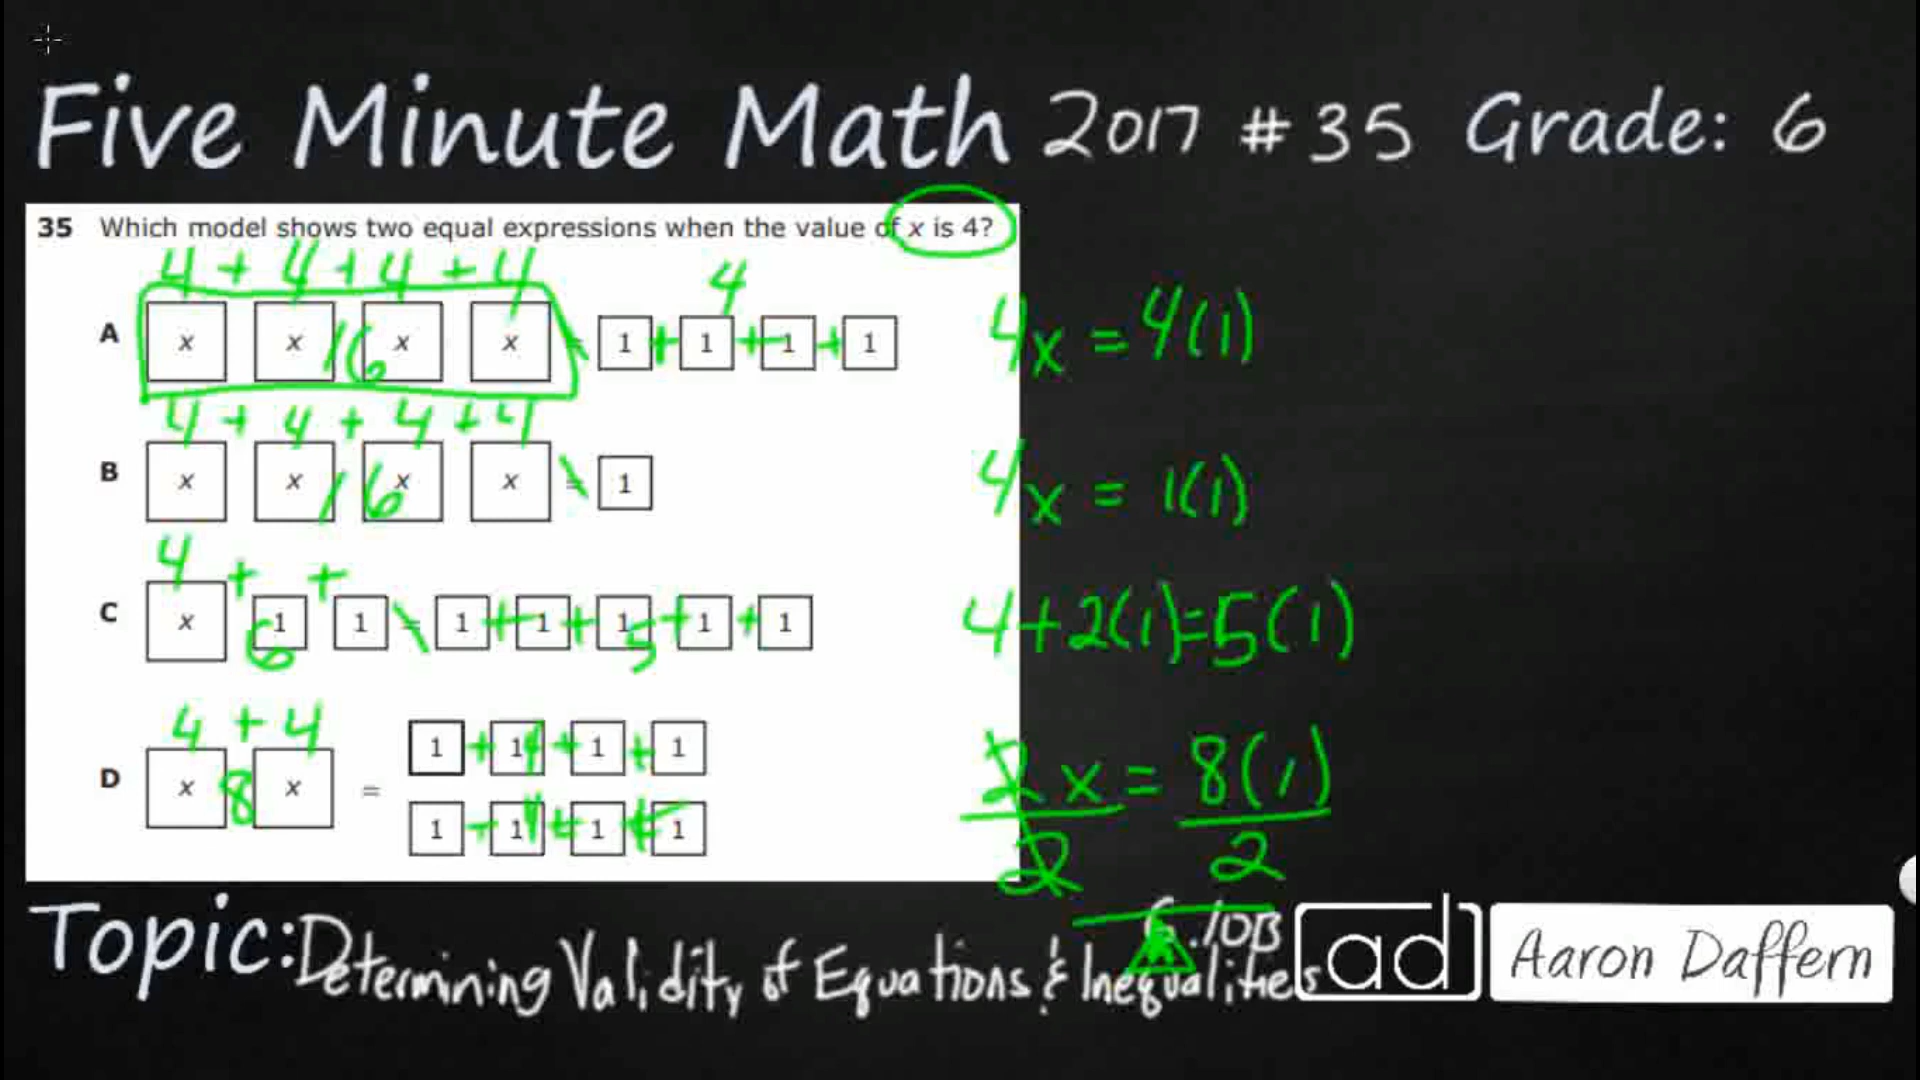 Five Minute Math 2017 #35 Grade: 6
35 Which model shows two equal expressions when the value of x is 4?
4 + 4 + 4 + 4 4
A x x x x = 1 + 1 + 1 + 1 4x = 4(1)
16
4 + 4 + 4 + 4
B x x x x = 1 4x = 1(1)
16
4 + +
C x 1 1 = 1 + 1 + 1 + 1 + 1 4+2(1)=5(1)
6 5
4 + 4
1 + 1 + 1 + 1 2x = 8(1)
D x 8 x =
1 + 1 + 1 + 1 2 2
6.10B
Topic: Determining Validity of Equations & Inequalities ad Aaron Daffern